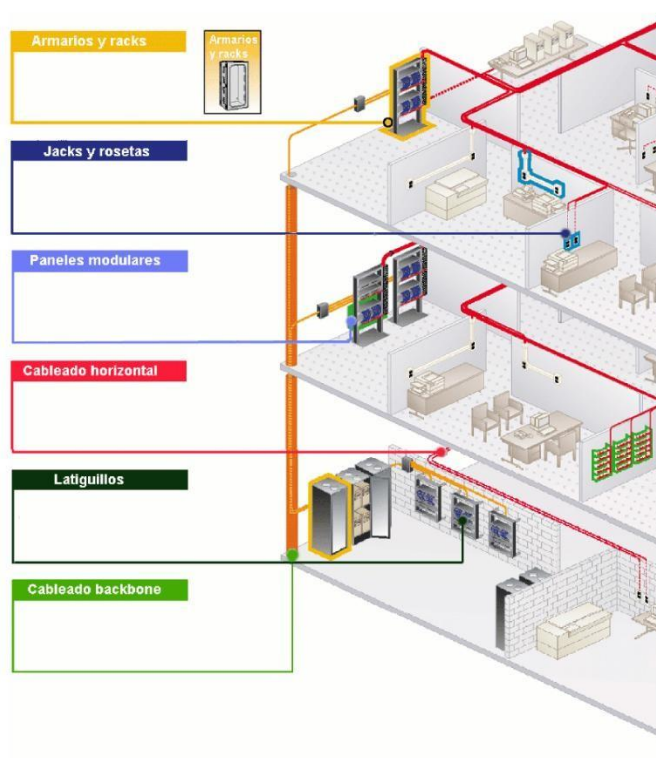 Armarios y racks
Armarios
y racks
Jacks y rosetas
Paneles modulares
Cableado horizontal
Latiguillos
Cableado backbone